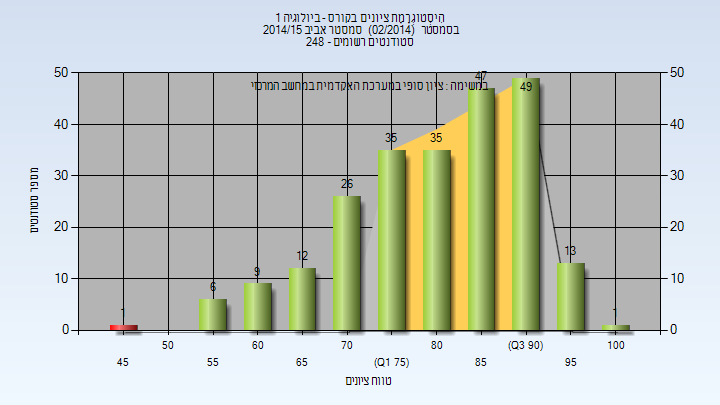 היסטוגרמת ציונים בקורס - ביולוגיה 1
בסמסטר (02/2014) סמסטר אביב 2014/15
סטודנטים רשומים - 248
במשימה : ציון סופי במערכת האקדמית במחשב המרכזי
מספר סטודנטים
50 40 30 20 10 0
50 40 30 20 10 0
1 6 9 12 26 35 35 47 49 13 1
50 60 70 80 (Q3 90) 100
45 55 65 (Q1 75) 85 95
טווח ציונים